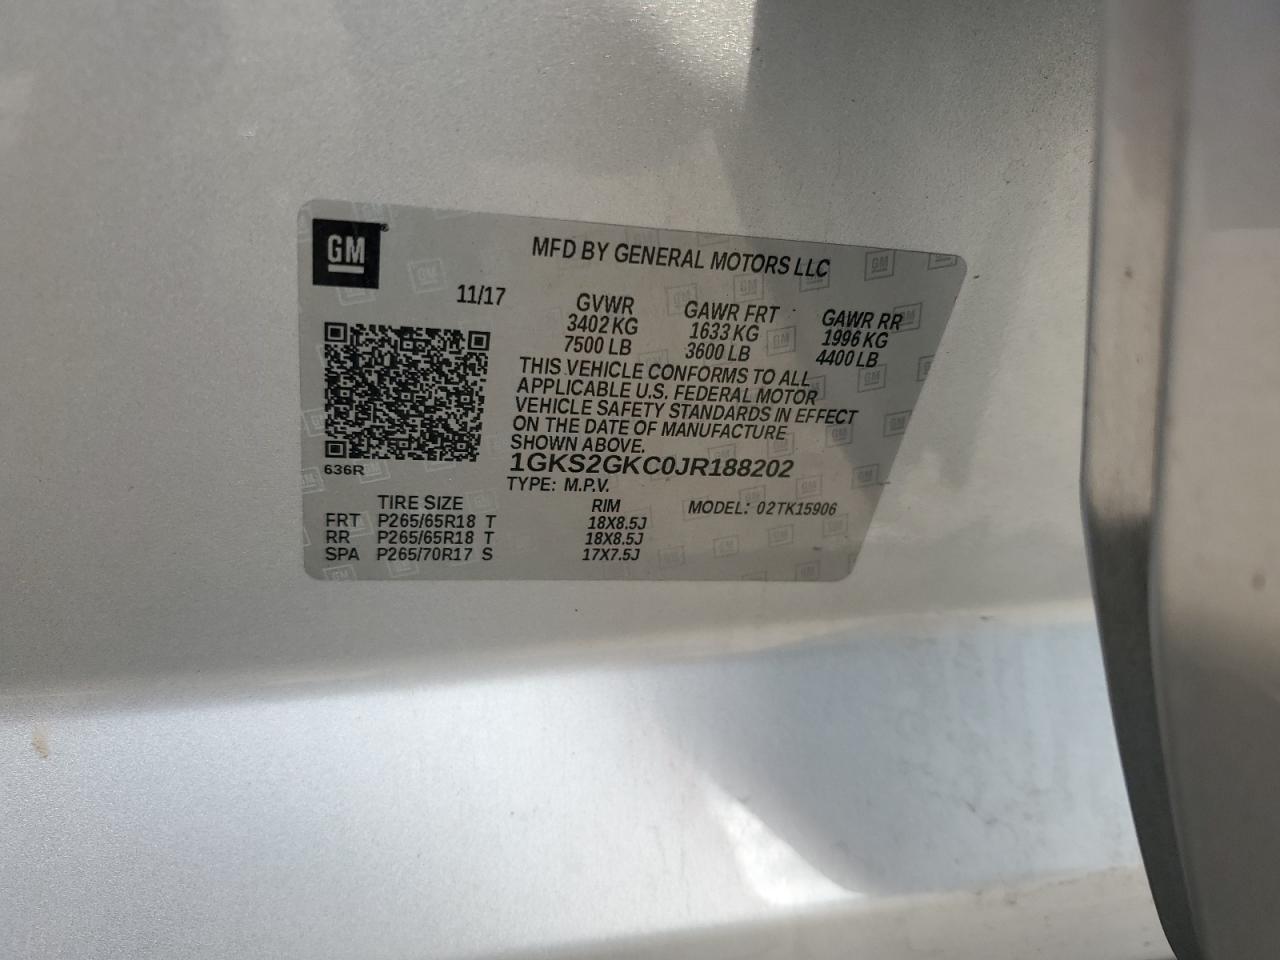 GM®
MFD BY GENERAL MOTORS LLC
11/17
GVWR GAWR FRT GAWR RR
3402 KG 1633 KG 1996 KG
7500 LB 3600 LB 4400 LB
THIS VEHICLE CONFORMS TO ALL
APPLICABLE U.S. FEDERAL MOTOR
VEHICLE SAFETY STANDARDS IN EFFECT
ON THE DATE OF MANUFACTURE
SHOWN ABOVE.
636R
1GKS2GKC0JR188202
TYPE: M.P.V.
TIRE SIZE RIM MODEL: 02TK15906
FRT P265/65R18 T 18X8.5J
RR P265/65R18 T 18X8.5J
SPA P265/70R17 S 17X7.5J